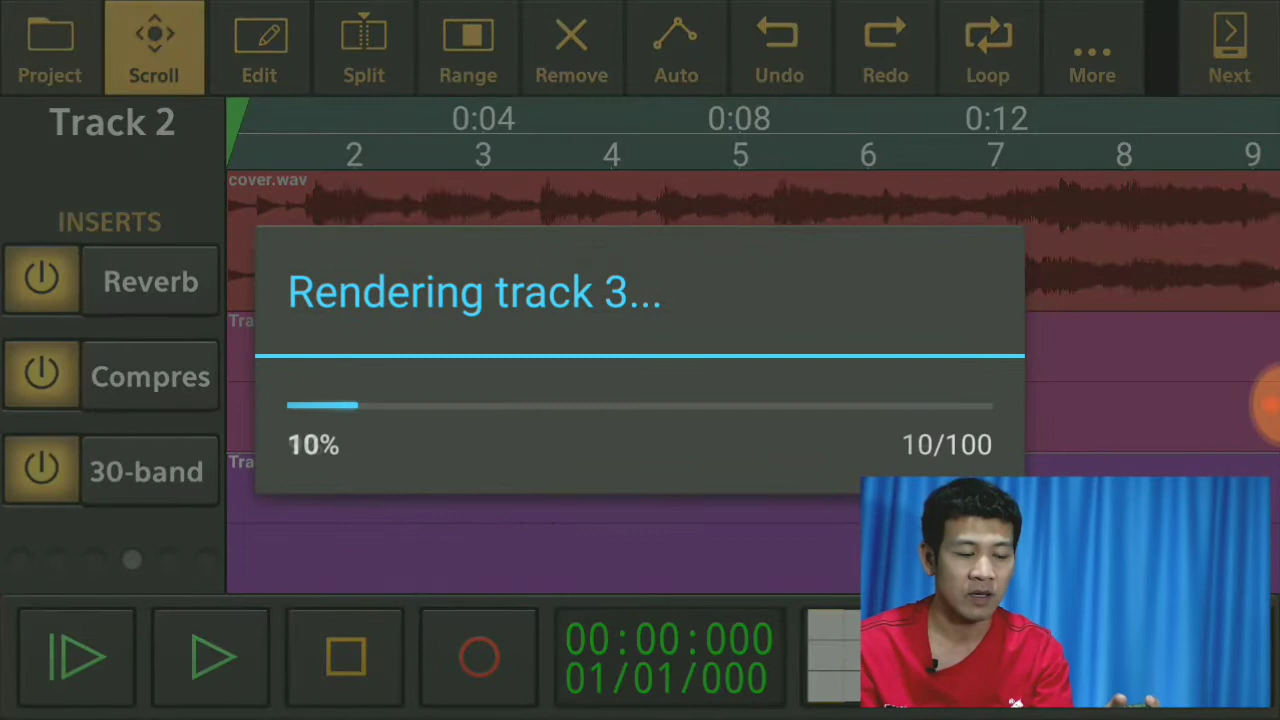 Project Scroll Edit Split Range Remove Auto Undo Redo Loop More Next
Track 2
0:04 0:08 0:12
2 3 4 5 6 7 8 9
cover.wav
INSERTS
Reverb
Rendering track 3...
Tra
Compres
10% 10/100
Tra
30-band
00:00:000
01/01/000